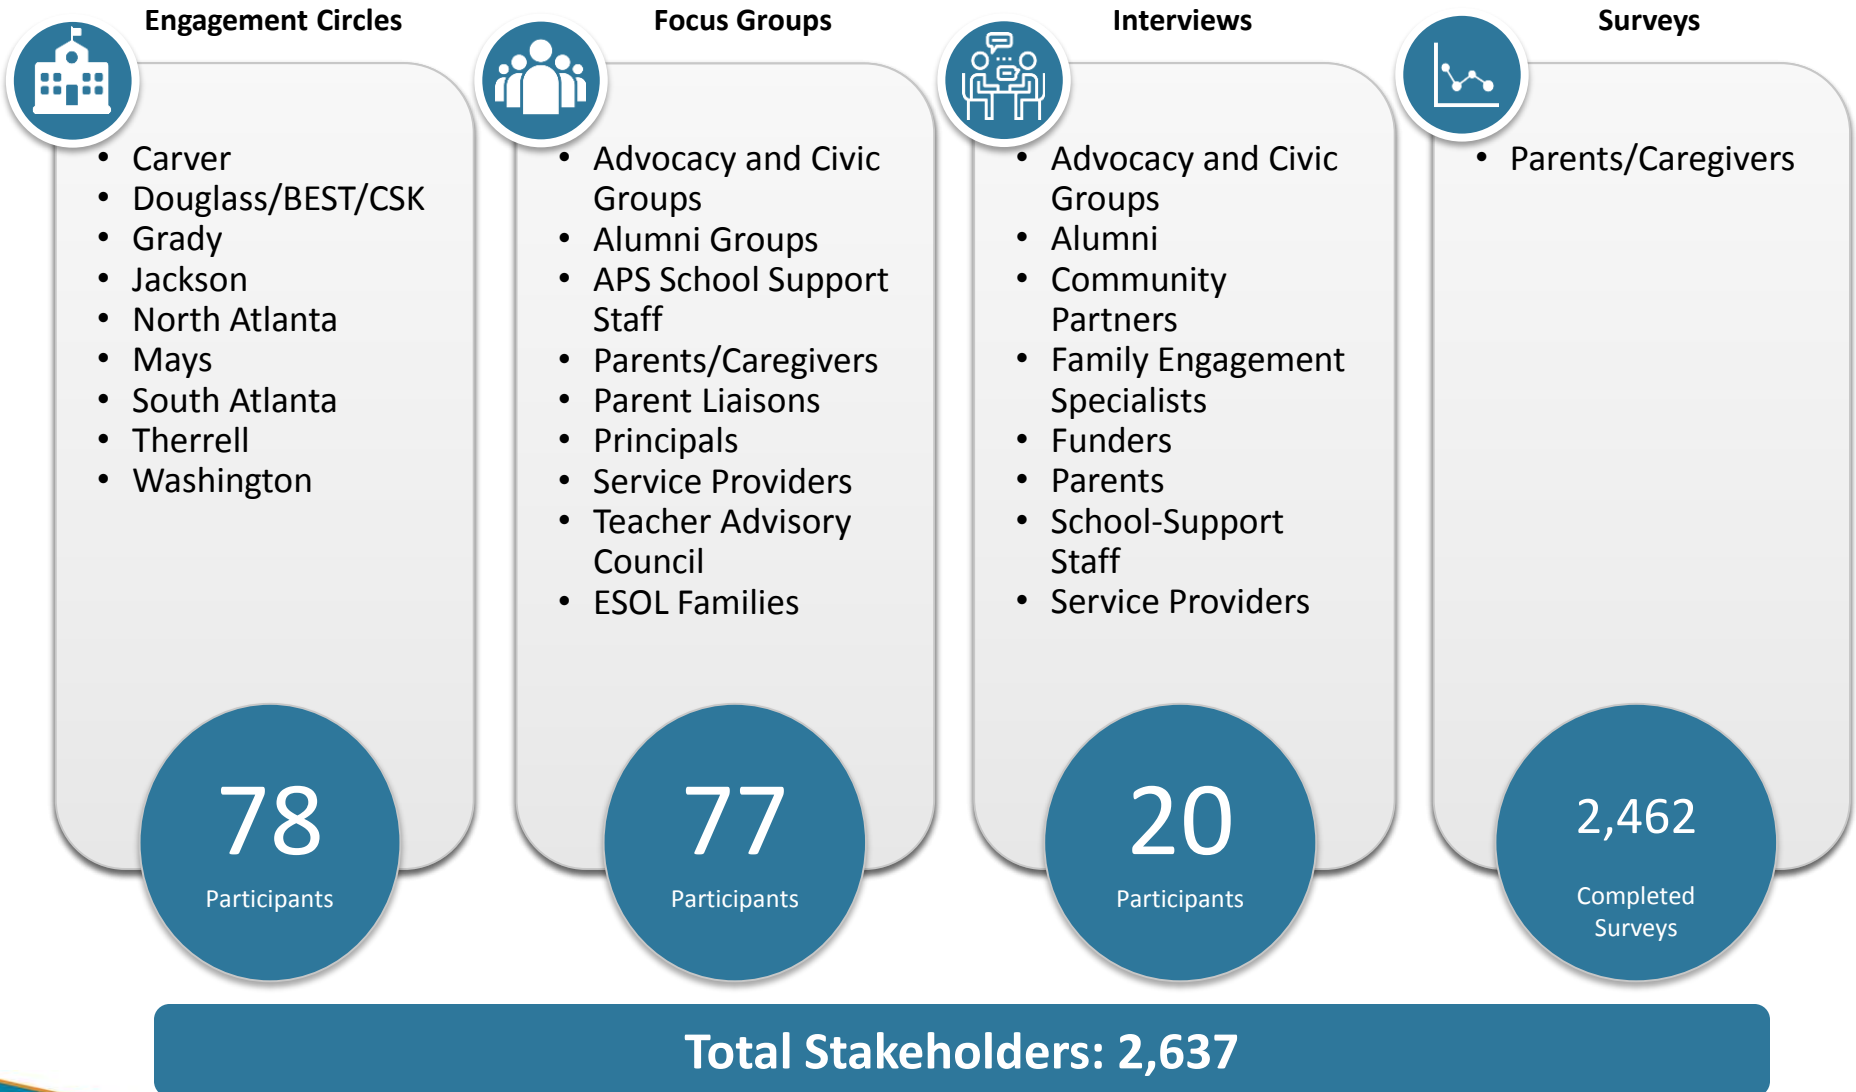 Engagement Circles
• Carver
• Douglass/BEST/CSK
• Grady
• Jackson
• North Atlanta
• Mays
• South Atlanta
• Therrell
• Washington
78
Participants
Focus Groups
• Advocacy and Civic
Groups
• Alumni Groups
• APS School Support
Staff
• Parents/Caregivers
• Parent Liaisons
• Principals
• Service Providers
• Teacher Advisory
Council
• ESOL Families
77
Participants
Interviews
• Advocacy and Civic
Groups
• Alumni
• Community
Partners
• Family Engagement
Specialists
• Funders
• Parents
• School-Support
Staff
• Service Providers
20
Participants
Surveys
• Parents/Caregivers
2,462
Completed
Surveys
Total Stakeholders: 2,637